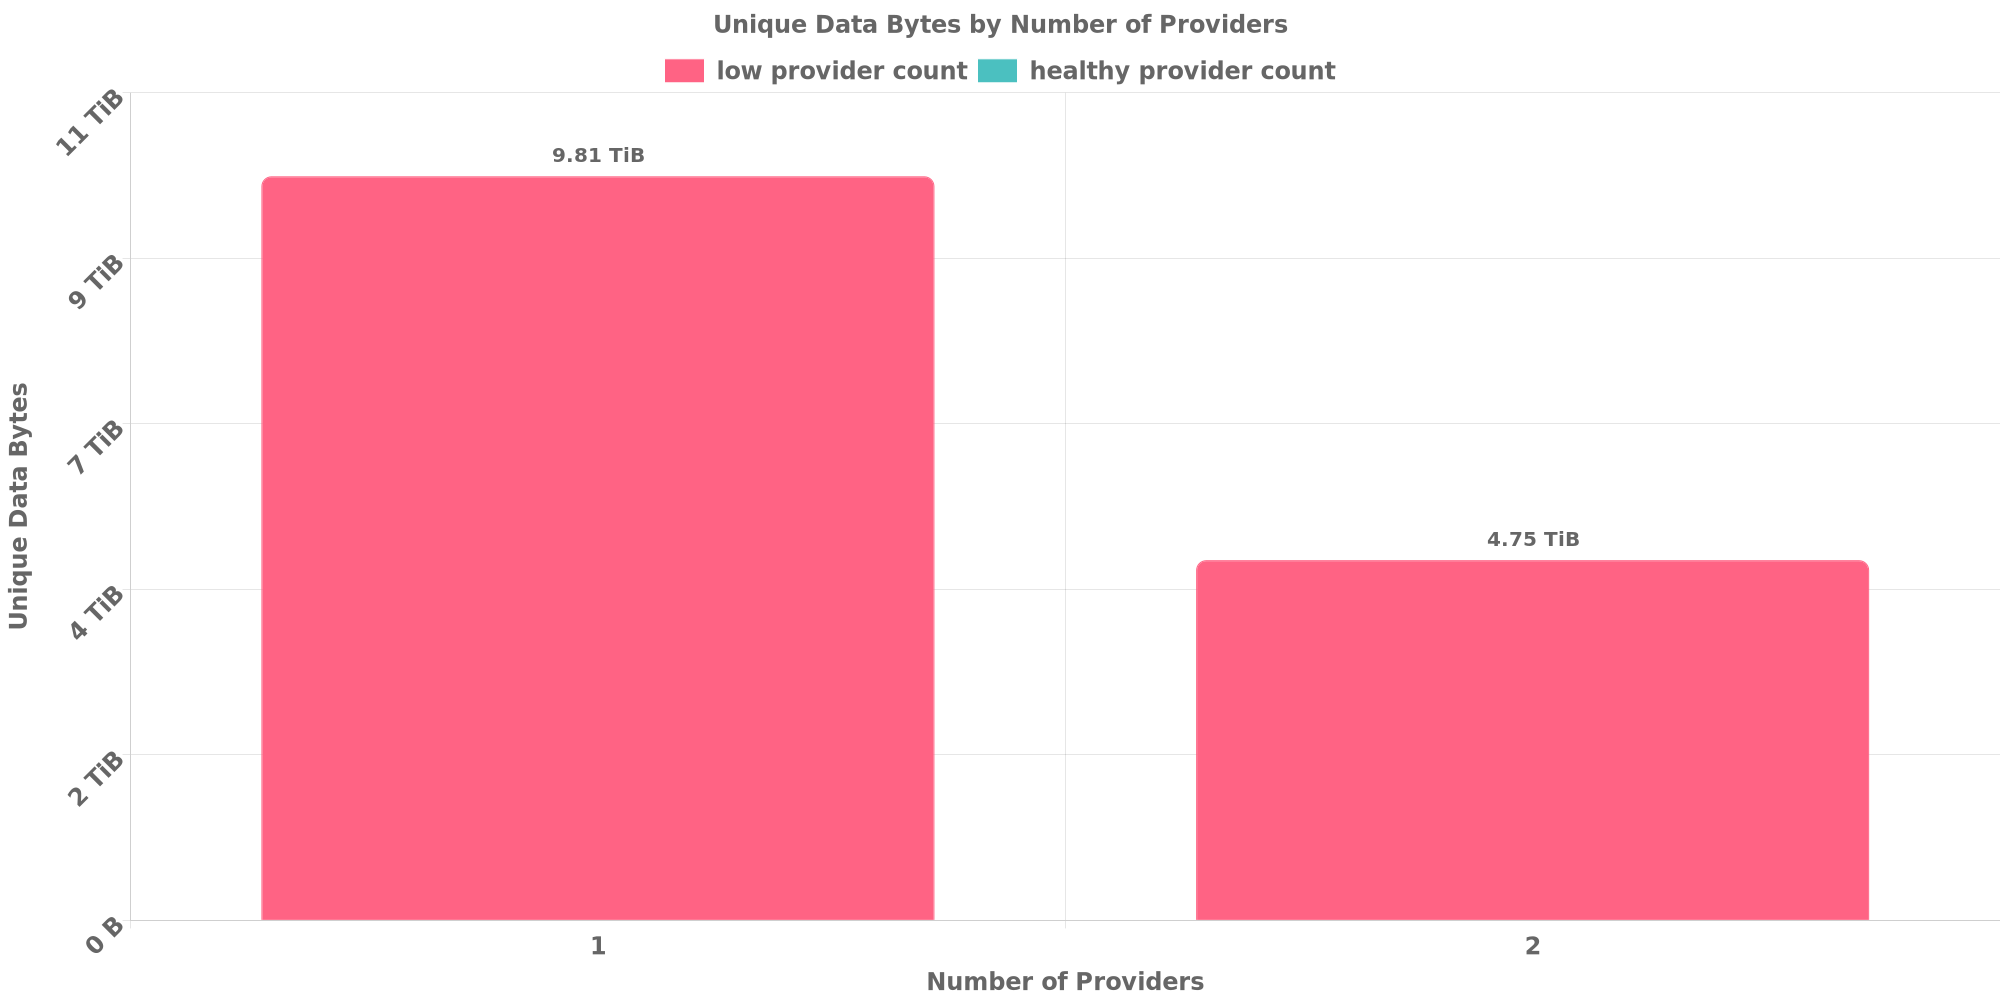 Unique Data Bytes by Number of Providers
low provider count healthy provider count
11 TiB
9.81 TiB
9 TiB
7 TiB
4.75 TiB
4 TiB
2 TiB
0 B
Unique Data Bytes
1 2
Number of Providers